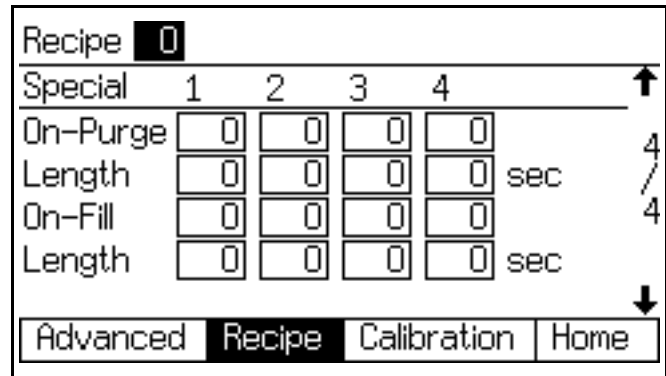 Recipe 0
Special 1 2 3 4
On-Purge 0 0 0 0
Length 0 0 0 0 sec
On-Fill 0 0 0 0
Length 0 0 0 0 sec
4/4
Advanced Recipe Calibration Home